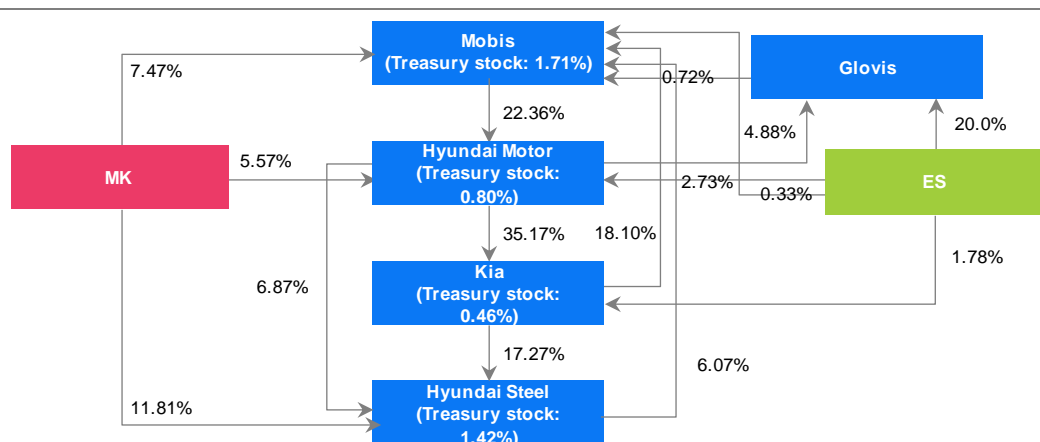 Mobis
(Treasury stock: 1.71%)
Glovis
7.47%
0.72%
22.36%
4.88%
20.0%
MK
5.57%
Hyundai Motor
(Treasury stock:
0.80%)
2.73%
0.33%
ES
35.17%
18.10%
1.78%
6.87%
Kia
(Treasury stock:
0.46%)
17.27%
6.07%
11.81%
Hyundai Steel
(Treasury stock:
1.42%)